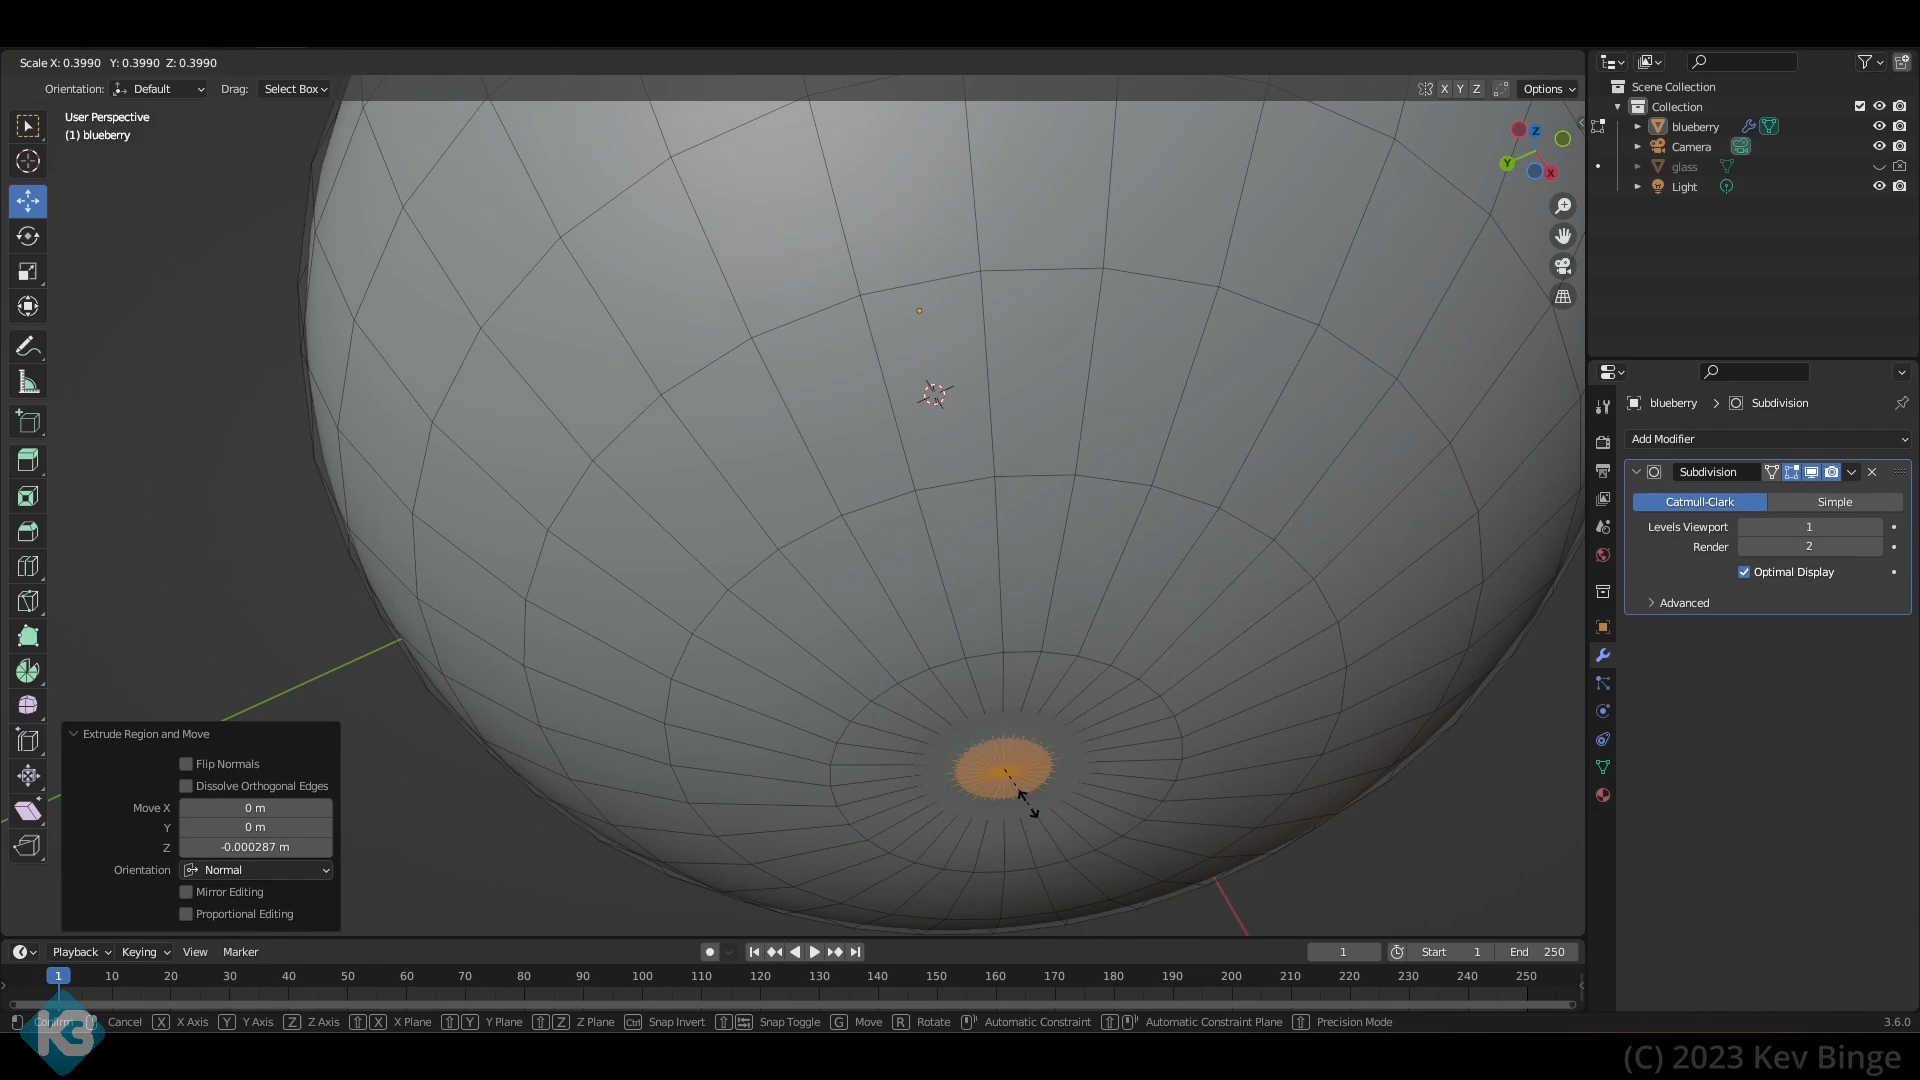 Scale X: 0.3990 Y: 0.3990 Z: 0.3990
Orientation: Default Drag: Select Box X Y Z Options
User Perspective
(1) blueberry
Z
Y
X
Scene Collection
Collection
blueberry
Camera
glass
Light
blueberry > Subdivision
Add Modifier
Subdivision
Catmull-Clark Simple
Levels Viewport 1
Render 2
Optimal Display
Advanced
Extrude Region and Move
Flip Normals
Dissolve Orthogonal Edges
Move X 0 m
Y 0 m
Z -0.000287 m
Orientation Normal
Mirror Editing
Proportional Editing
Playback Keying View Marker 1 Start 1 End 250
1 10 20 30 40 50 60 70 80 90 100 110 120 130 140 150 160 170 180 190 200 210 220 230 240 250
Confirm Cancel X X Axis Y Y Axis Z Z Axis X X Plane Y Y Plane Z Z Plane Ctrl Snap Invert Snap Toggle G Move R Rotate Automatic Constraint Automatic Constraint Plane Precision Mode 3.6.0
K3
(C) 2023 Kev Binge